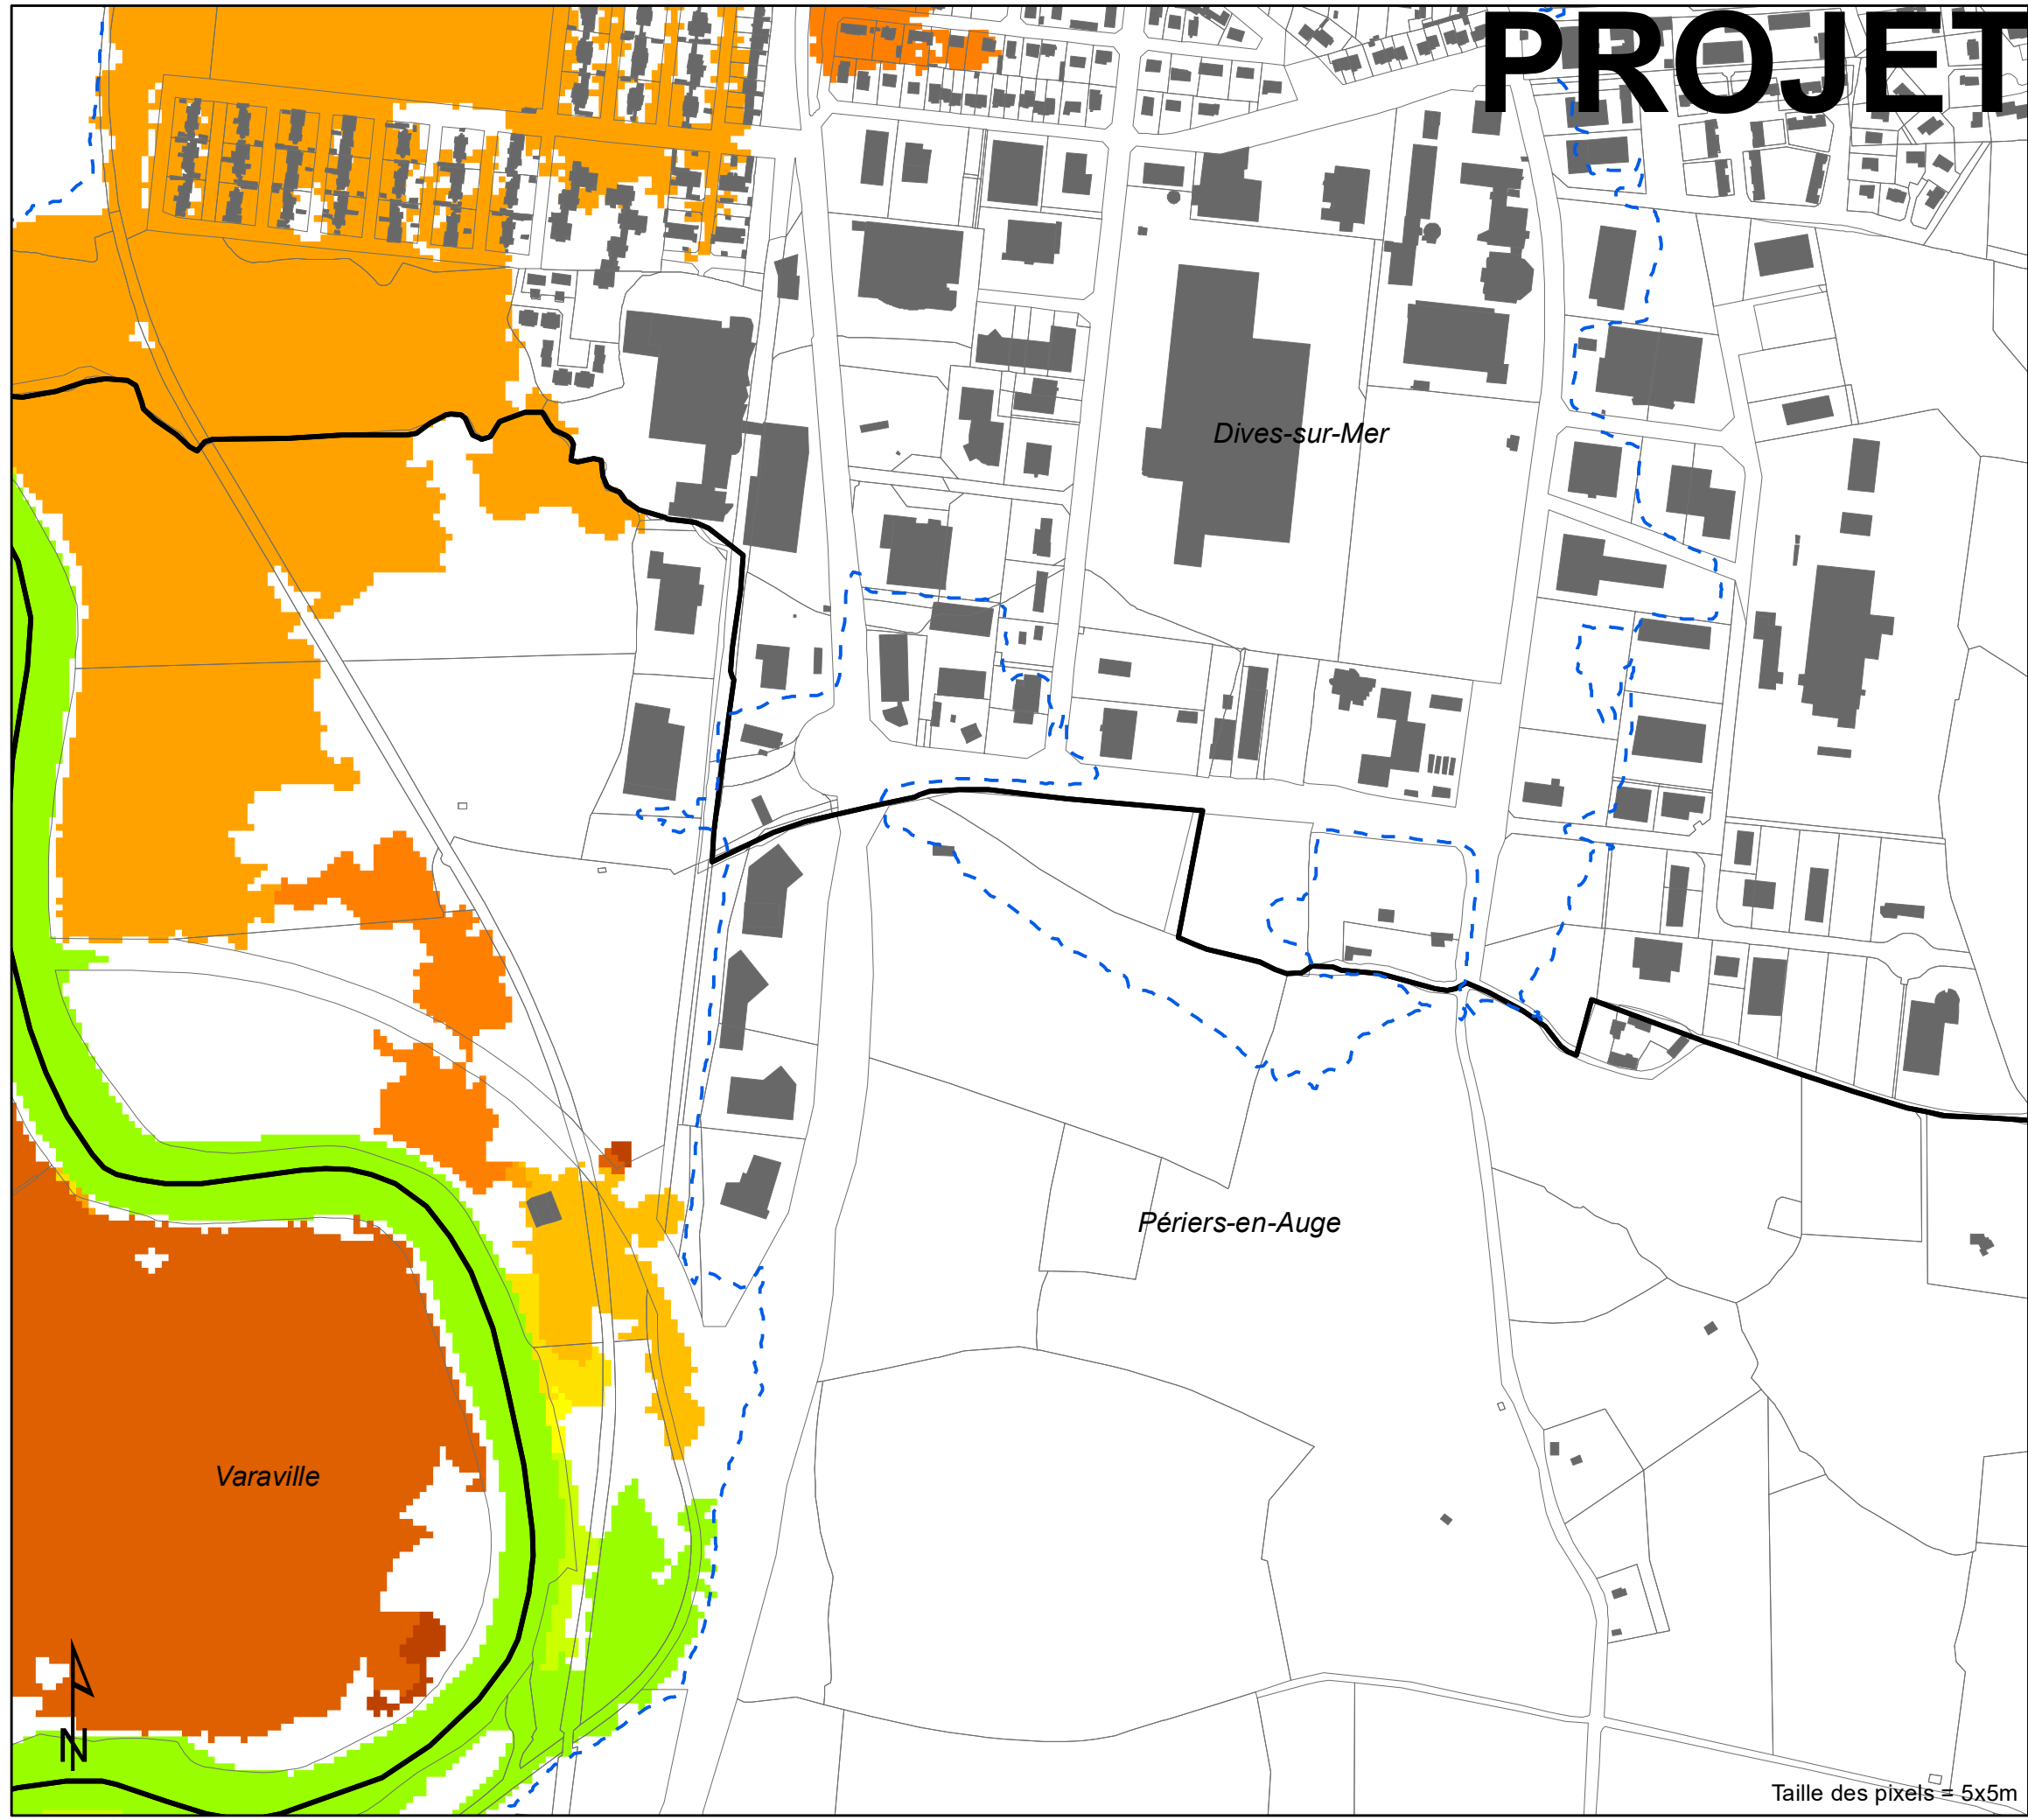 PROJET
Dives-sur-Mer
Périers-en-Auge
Varaville
N
Taille des pixels = 5x5m